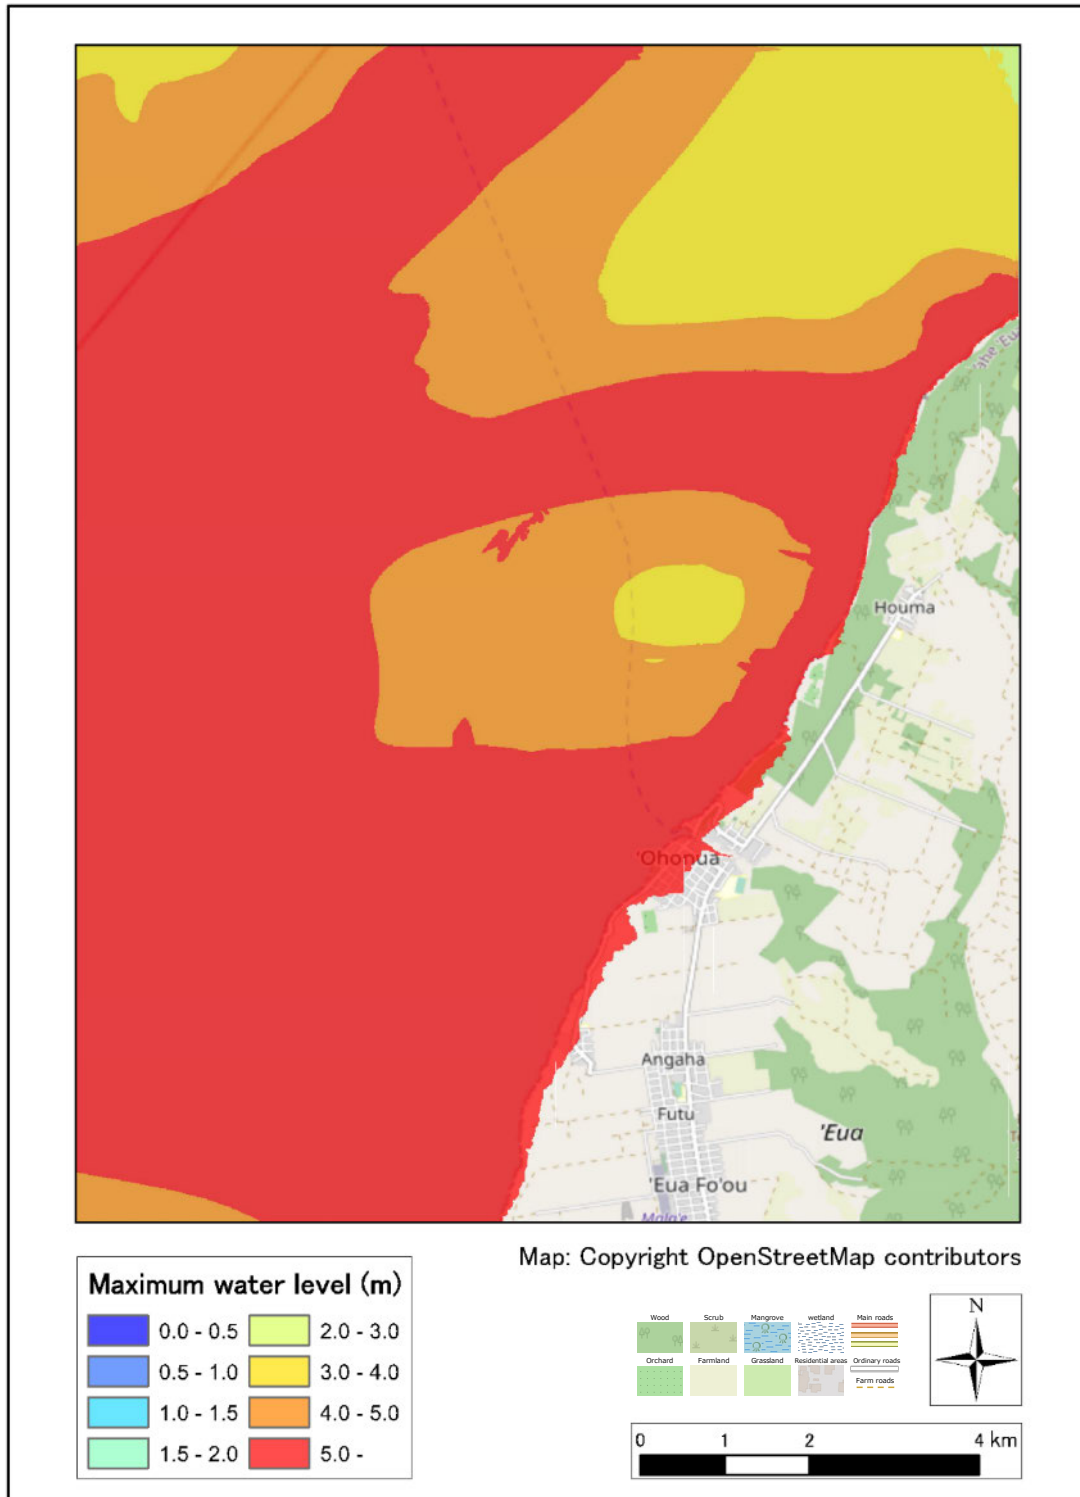 'ahe 'Eu
Houma
'Ohonua
Angaha
Futu
'Eua
'Eua Fo'ou
Mala'e
Map: Copyright OpenStreetMap contributors
Maximum water level (m)
0.0 - 0.5
2.0 - 3.0
0.5 - 1.0
3.0 - 4.0
1.0 - 1.5
4.0 - 5.0
1.5 - 2.0
5.0 -
Wood
Scrub
Mangrove
wetland
Main roads
Orchard
Farmland
Grassland
Residential areas
Ordinary roads
Farm roads
N
0 1 2 4 km